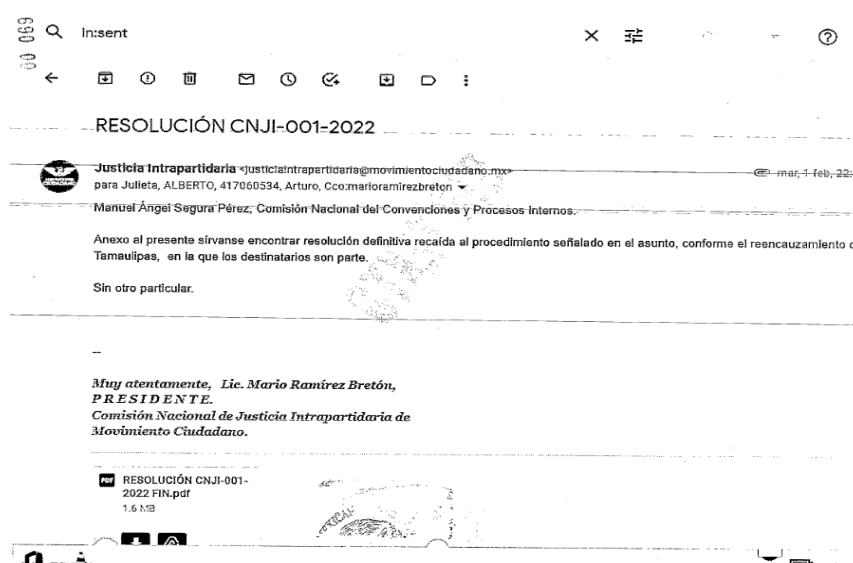 in:sent
RESOLUCIÓN CNJI-001-2022
Justicia Intrapartidaria <justiciaintrapartidaria@movimientociudadano.mx>
mar, 1 feb, 22:
para Julieta, ALBERTO, 417060534, Arturo, Cco:marioramirezbreton
Manuel Ángel Segura Pérez, Comisión Nacional del Convenciones y Procesos Internos.
Anexo al presente sírvanse encontrar resolución definitiva recaída al procedimiento señalado en el asunto, conforme el reencauzamiento
Tamaulipas, en la que los destinatarios son parte.
Sin otro particular.
--
Muy atentamente, Lic. Mario Ramírez Bretón,
PRESIDENTE.
Comisión Nacional de Justicia Intrapartidaria de
Movimiento Ciudadano.
PDF RESOLUCIÓN CNJI-001-
2022 FIN.pdf
1.6 MB